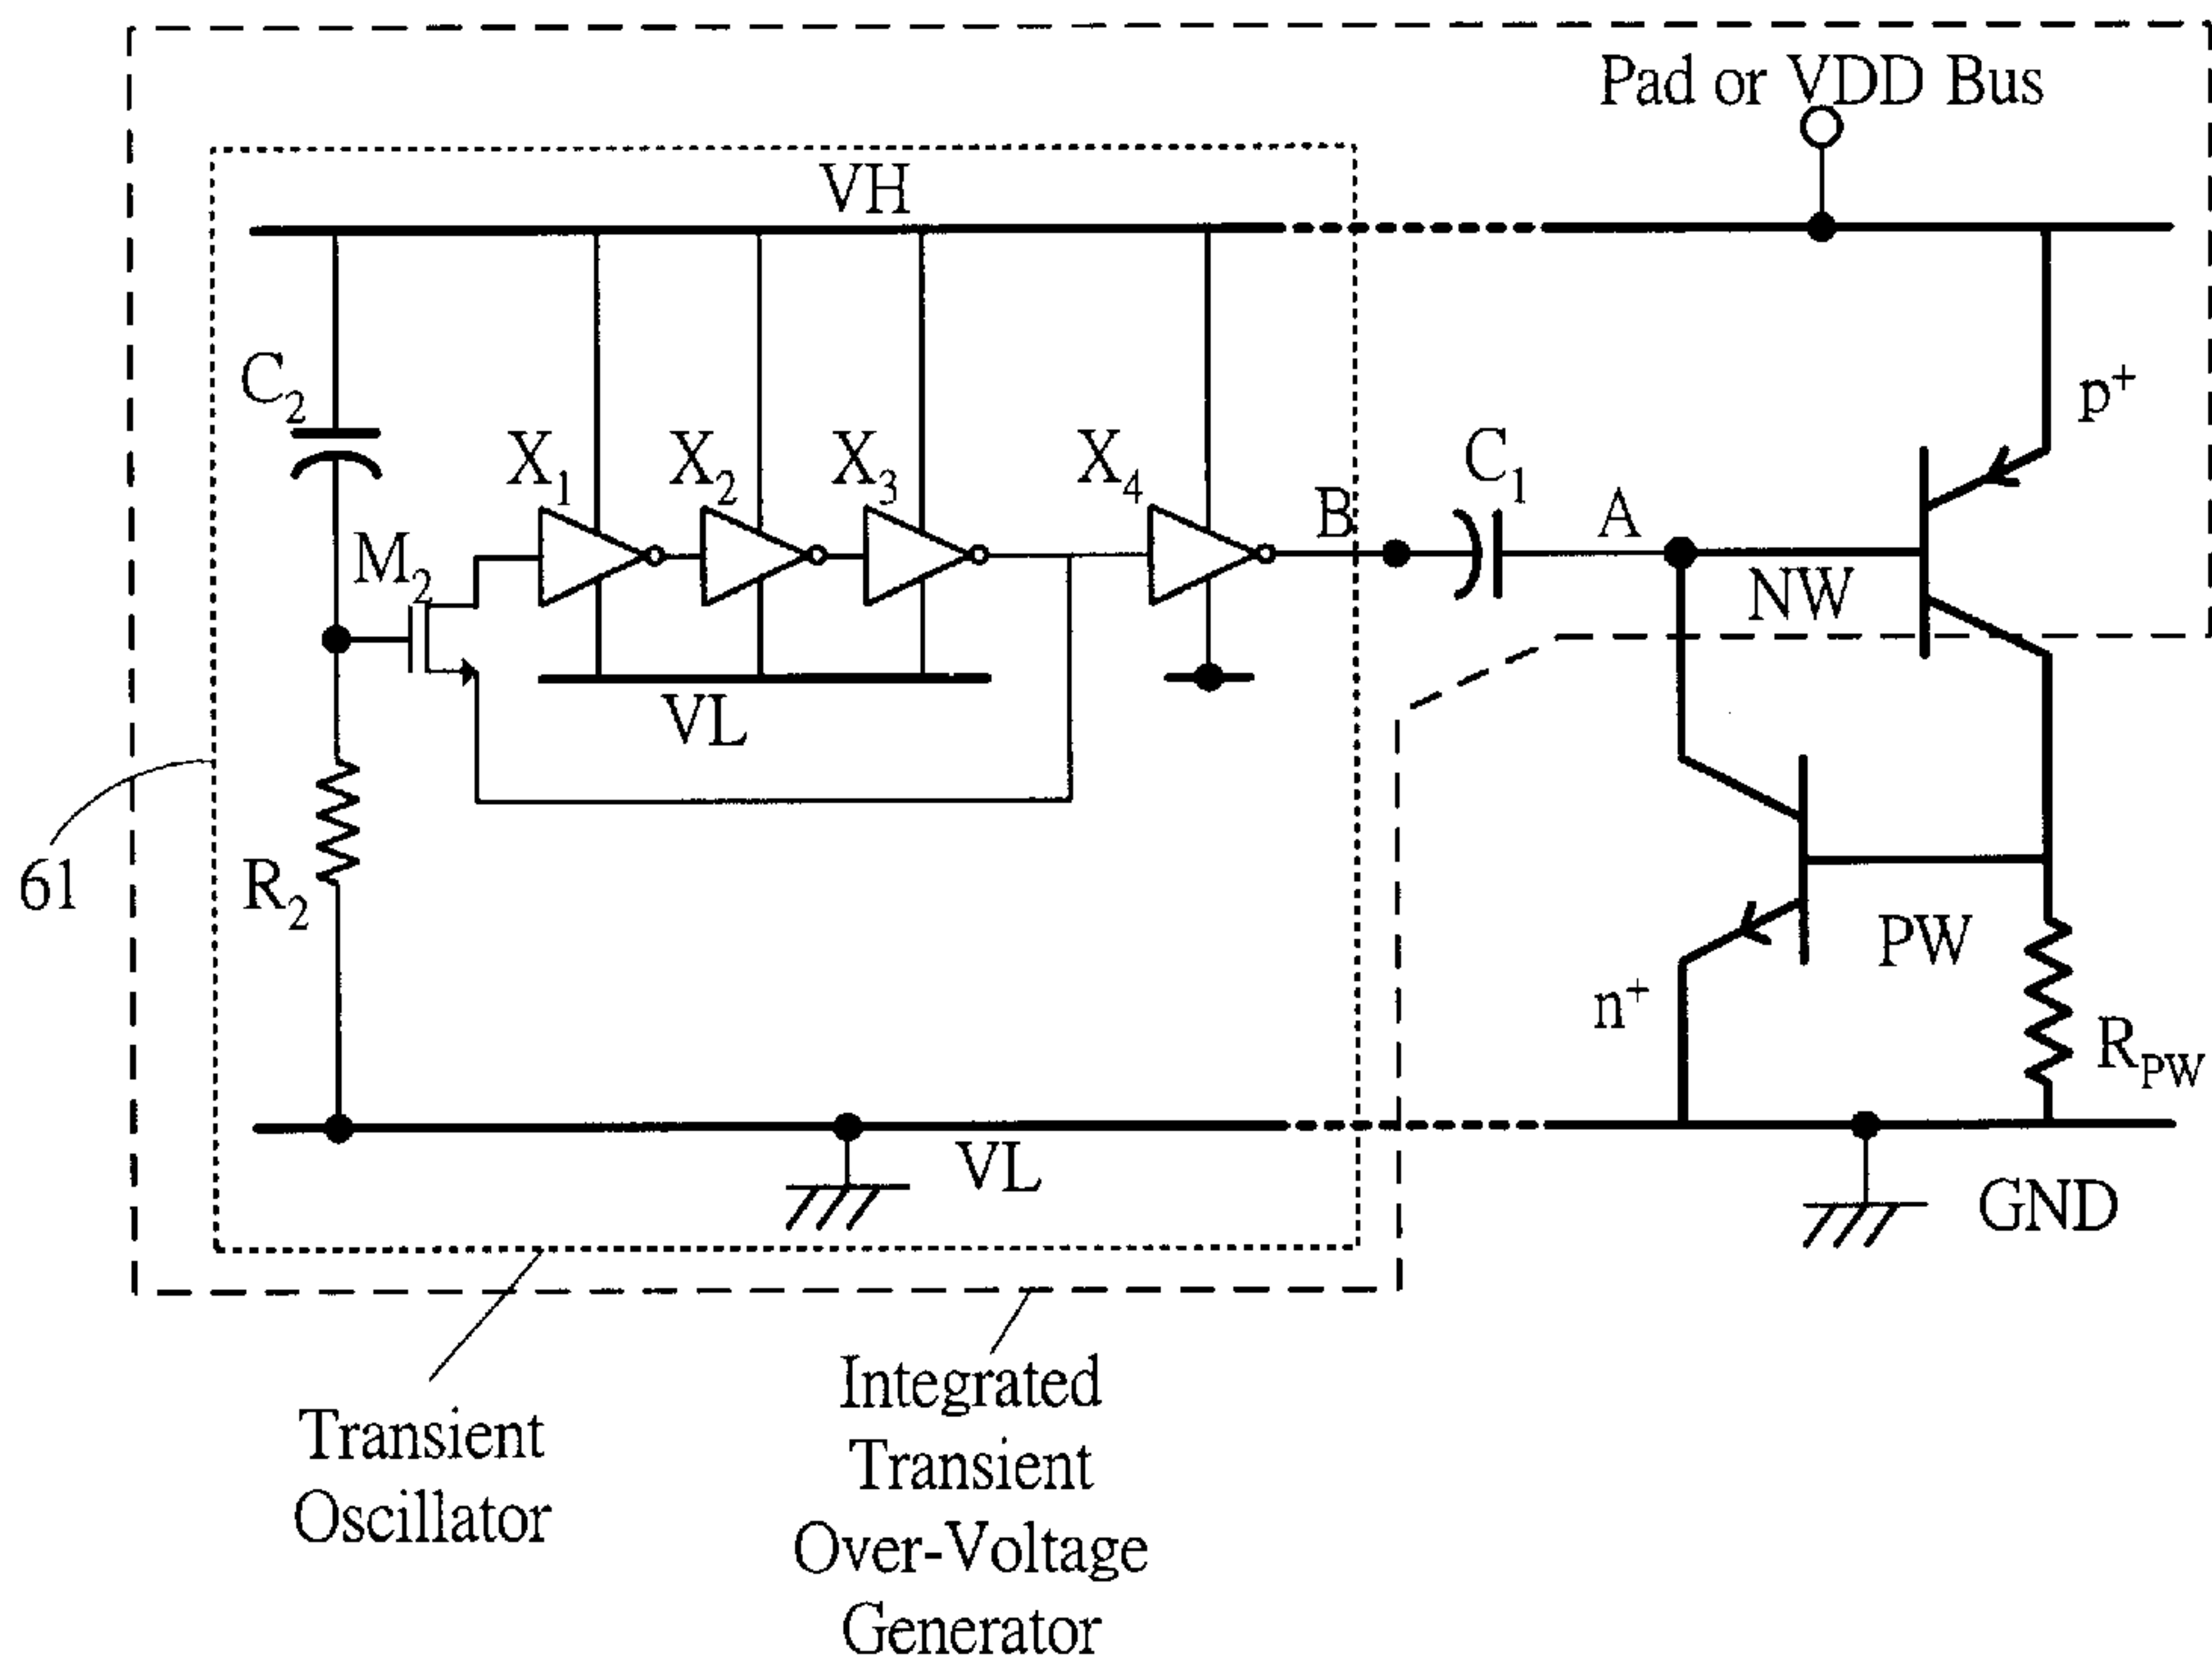 Pad or VDD Bus
VH
C2
p+
X1
X2
X3
X4
C1
B
A
M2
NW
VL
61
R2
PW
n+
RPW
VL
GND
Transient
Oscillator
Integrated
Transient
Over-Voltage
Generator